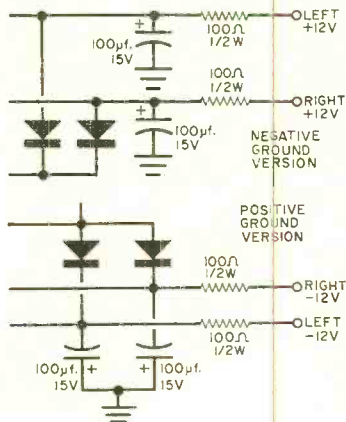 LEFT
+12V
+
100Ω
1/2W
100µf.
15V
RIGHT
+12V
+
100Ω
1/2W
100µf.
15V
NEGATIVE
GROUND
VERSION
POSITIVE
GROUND
VERSION
100Ω
1/2W
RIGHT
-12V
LEFT
-12V
100Ω
1/2W
100µf.
15V
+
100µf.
15V
+